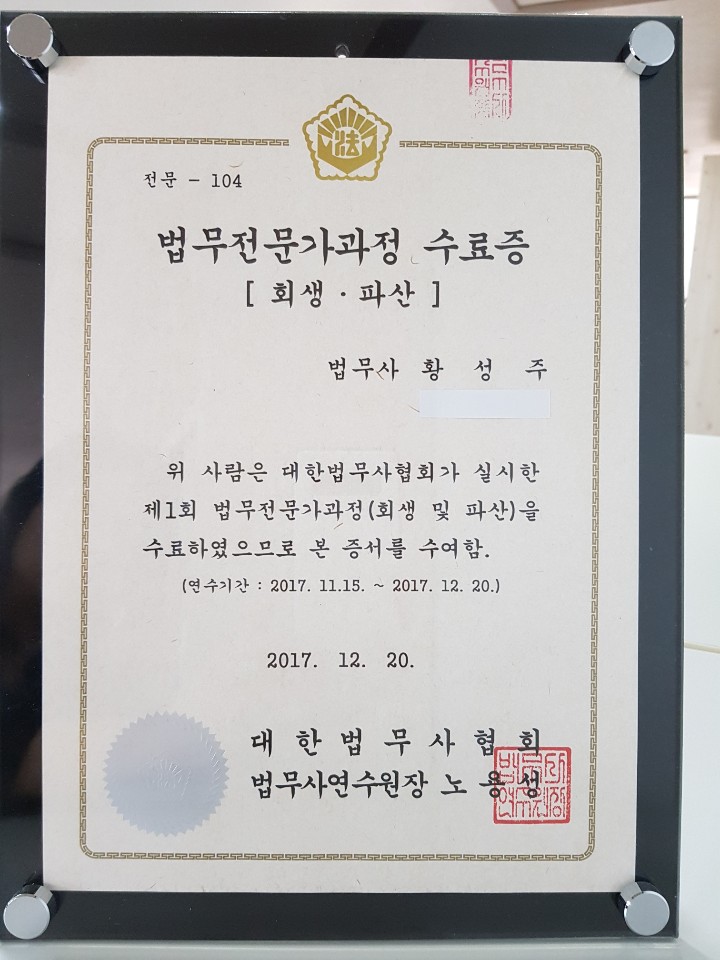 法
전문 - 104
법무전문가과정 수료증
[ 회생 · 파산 ]
법무사 황 성 주
위 사람은 대한법무사협회가 실시한
제1회 법무전문가과정(회생 및 파산)을
수료하였으므로 본 증서를 수여함.
(연수기간 : 2017. 11.15. ~ 2017. 12. 20.)
2017. 12. 20.
대 한 법 무 사 협 회
법무사연수원장 노 용 생